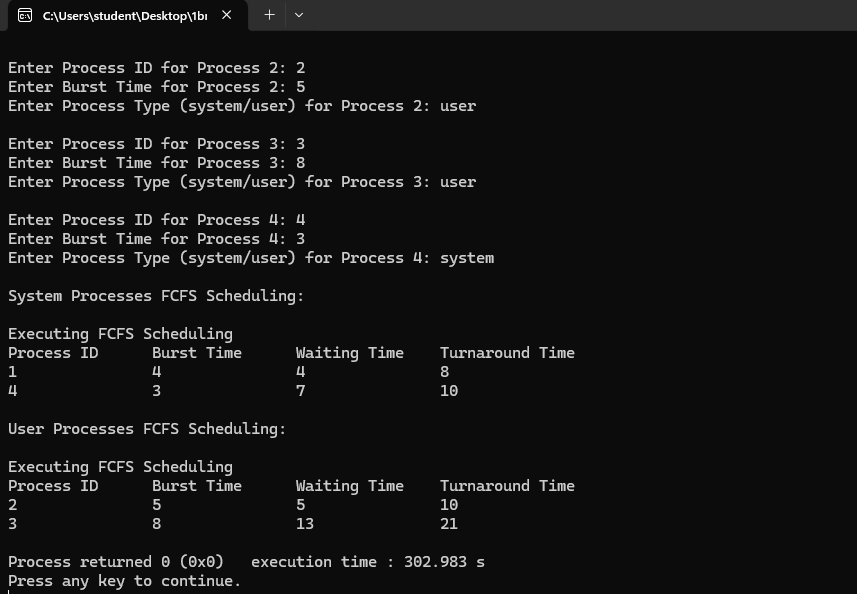 C:\Users\student\Desktop\1br
Enter Process ID for Process 2: 2
Enter Burst Time for Process 2: 5
Enter Process Type (system/user) for Process 2: user
Enter Process ID for Process 3: 3
Enter Burst Time for Process 3: 8
Enter Process Type (system/user) for Process 3: user
Enter Process ID for Process 4: 4
Enter Burst Time for Process 4: 3
Enter Process Type (system/user) for Process 4: system
System Processes FCFS Scheduling:
Executing FCFS Scheduling
Process ID Burst Time Waiting Time Turnaround Time
1 4 4 8
4 3 7 10
User Processes FCFS Scheduling:
Executing FCFS Scheduling
Process ID Burst Time Waiting Time Turnaround Time
2 5 5 10
3 8 13 21
Process returned 0 (0x0) execution time : 302.983 s
Press any key to continue.